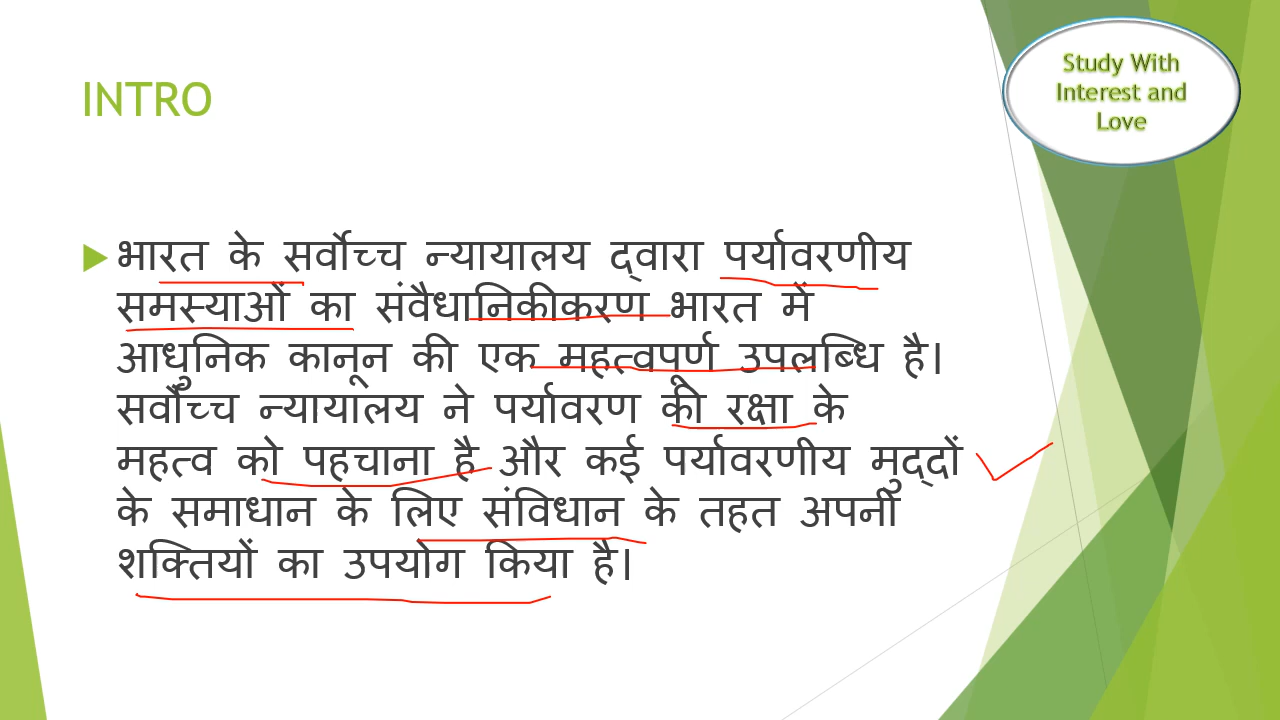 INTRO
Study With
Interest and
Love
भारत के सर्वोच्च न्यायालय द्वारा पर्यावरणीय
समस्याओं का संवैधानिकीकरण भारत में
आधुनिक कानून की एक महत्वपूर्ण उपलब्धि है।
सर्वोच्च न्यायालय ने पर्यावरण की रक्षा के
महत्व को पहचाना है और कई पर्यावरणीय मुद्दों
के समाधान के लिए संविधान के तहत अपनी
शक्तियों का उपयोग किया है।